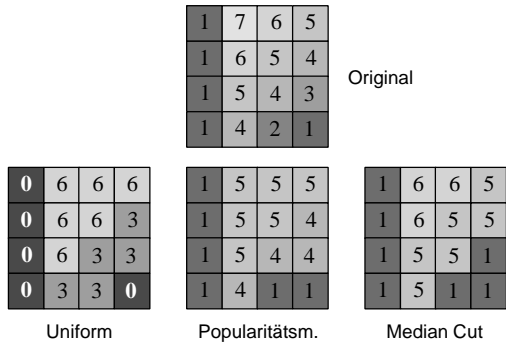 1 7 6 5
1 6 5 4
1 5 4 3
1 4 2 1
Original
0 6 6 6
0 6 6 3
0 6 3 3
0 3 3 0
Uniform
1 5 5 5
1 5 5 4
1 5 4 4
1 4 1 1
Popularitätsm.
1 6 6 5
1 6 5 5
1 5 5 1
1 5 1 1
Median Cut